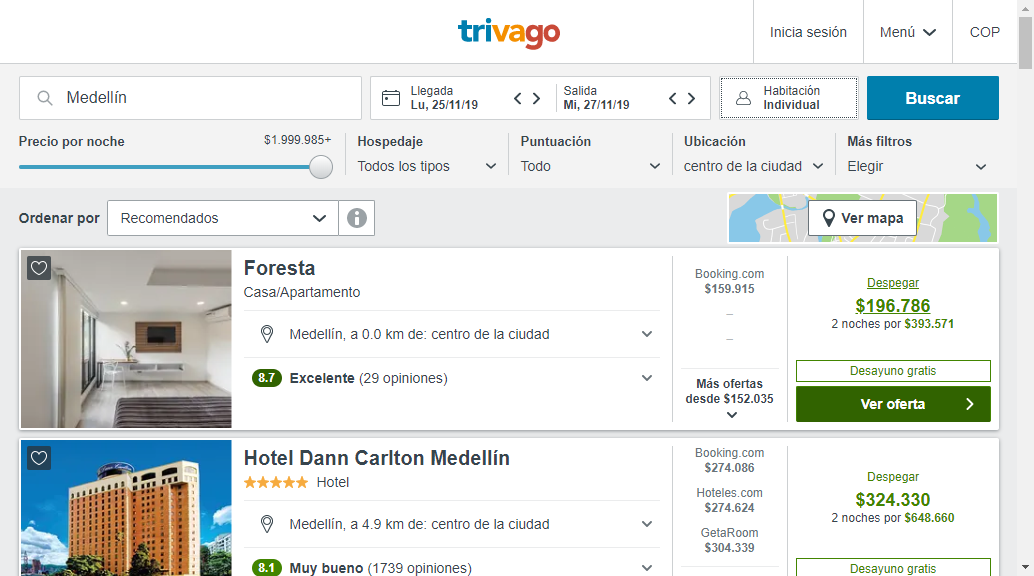 trivago
Inicia sesión
Menú
COP
Medellín
Llegada
Lu, 25/11/19
Salida
Mi, 27/11/19
Habitación
Individual
Buscar
Precio por noche
$1.999.985+
Hospedaje
Todos los tipos
Puntuación
Todo
Ubicación
centro de la ciudad
Más filtros
Elegir
Ordenar por
Recomendados
Ver mapa
Foresta
Casa/Apartamento
Medellín, a 0.0 km de: centro de la ciudad
8.7 Excelente (29 opiniones)
Booking.com
$159.915
–
–
Más ofertas
desde $152.035
Despegar
$196.786
2 noches por $393.571
Desayuno gratis
Ver oferta
Hotel Dann Carlton Medellín
Hotel
Medellín, a 4.9 km de: centro de la ciudad
8.1 Muy bueno (1739 opiniones)
Booking.com
$274.086
Hoteles.com
$274.624
GetaRoom
$304.339
Despegar
$324.330
2 noches por $648.660
Desayuno gratis